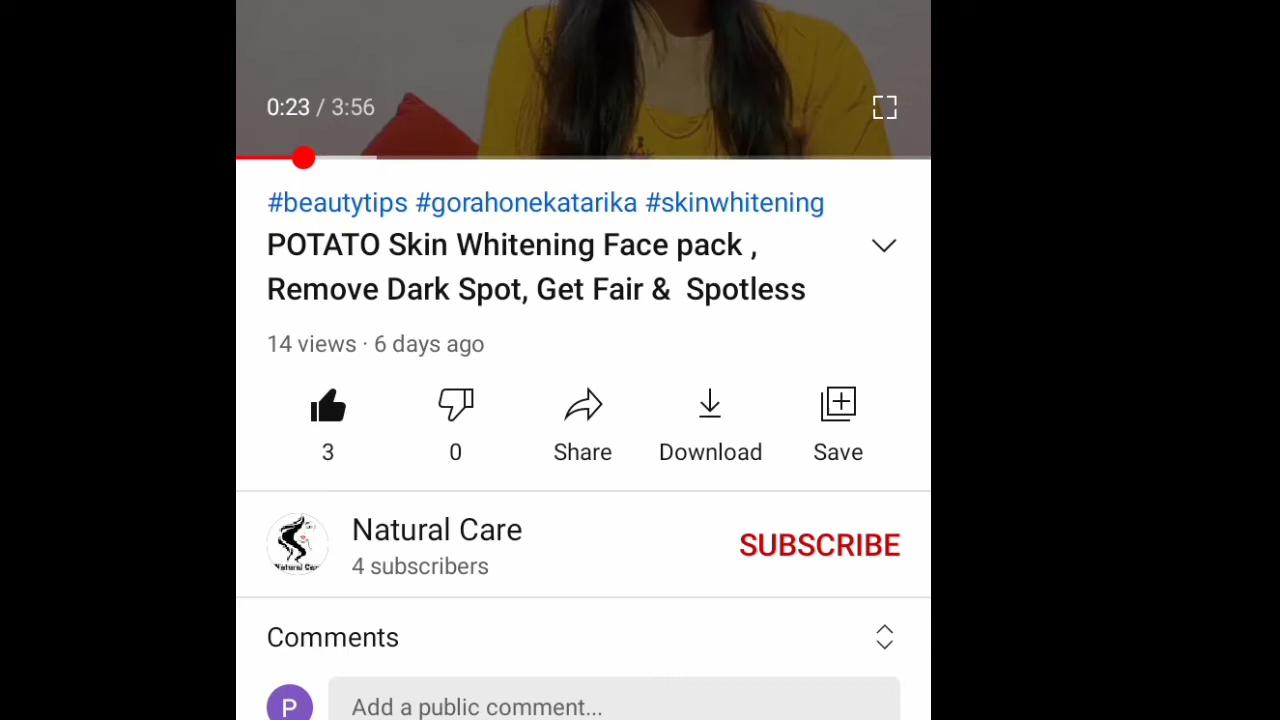 0:23 / 3:56
#beautytips #gorahonekatarika #skinwhitening
POTATO Skin Whitening Face pack ,
Remove Dark Spot, Get Fair & Spotless
14 views · 6 days ago
3
0
Share
Download
Save
Natural Care
4 subscribers
SUBSCRIBE
Comments
P
Add a public comment...